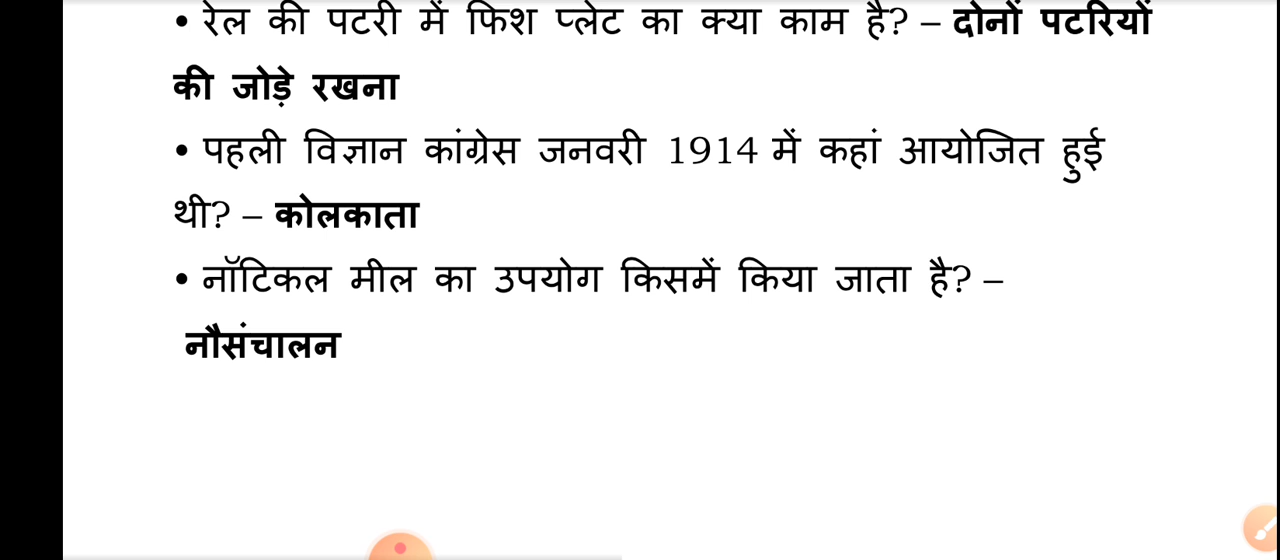 • रेल की पटरी में फिश प्लेट का क्या काम है? – दोनों पटरियों
की जोड़े रखना
• पहली विज्ञान कांग्रेस जनवरी 1914 में कहां आयोजित हुई
थी? – कोलकाता
• नॉटिकल मील का उपयोग किसमें किया जाता है? –
नौसंचालन